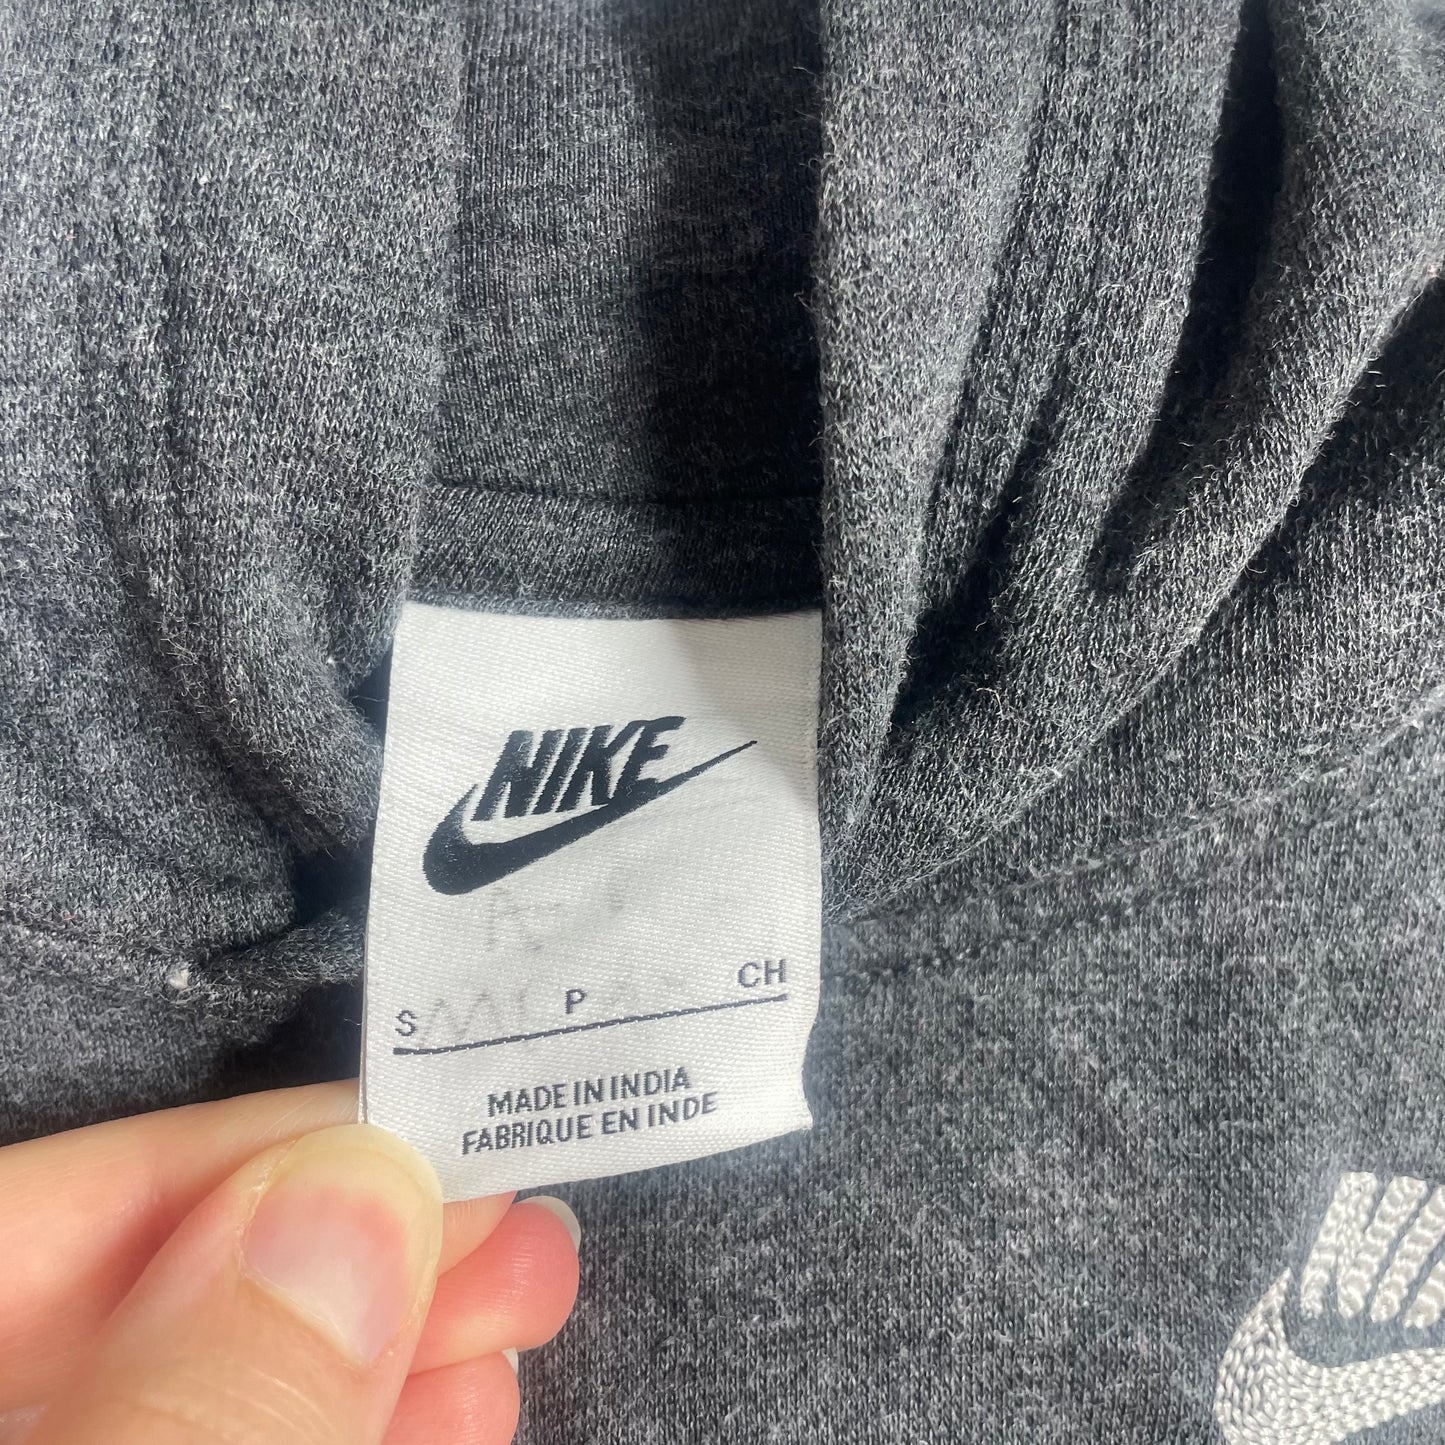 NIKE
S P CH
MADE IN INDIA
FABRIQUE EN INDE